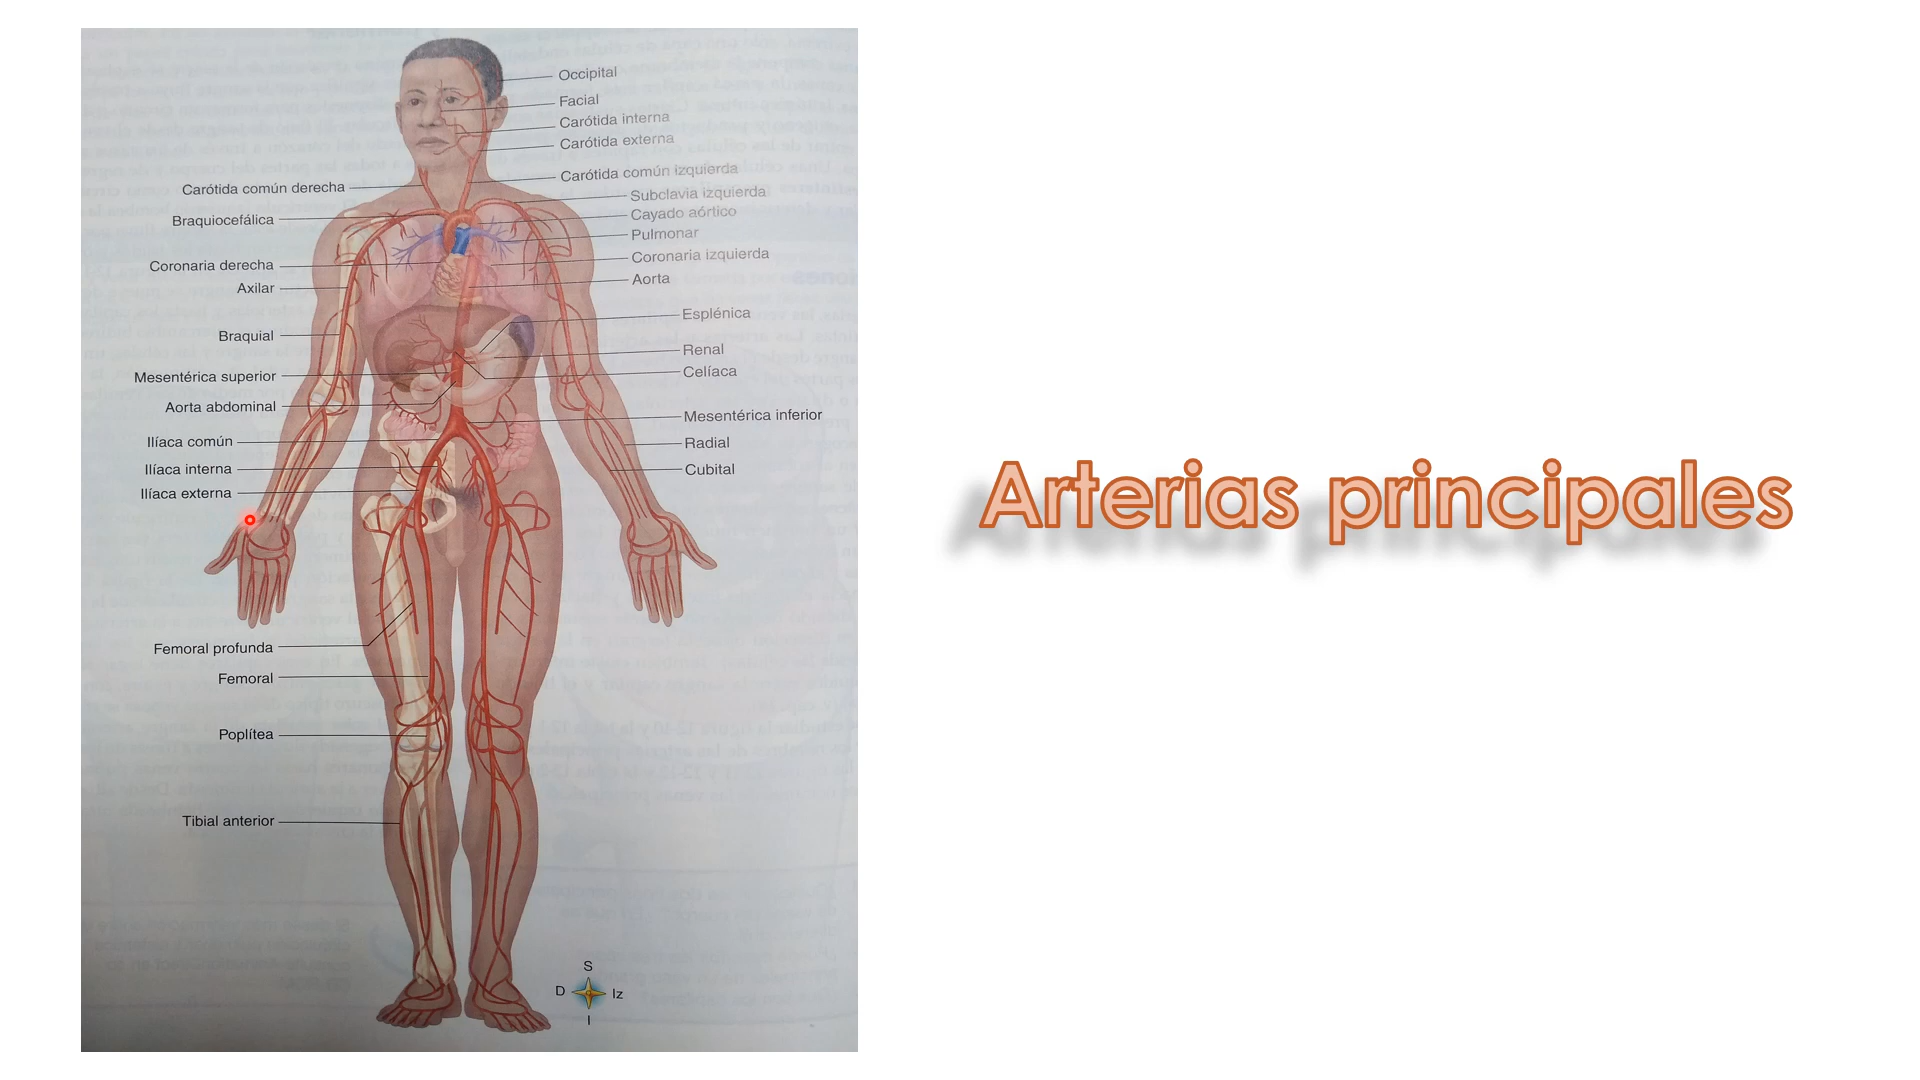 Occipital
Facial
Carótida interna
Carótida externa
Carótida común izquierda
Subclavia izquierda
Cayado aórtico
Pulmonar
Coronaria izquierda
Aorta
Esplénica
Renal
Celíaca
Mesentérica inferior
Radial
Cubital
Carótida común derecha
Braquiocefálica
Coronaria derecha
Axilar
Braquial
Mesentérica superior
Aorta abdominal
Ilíaca común
Ilíaca interna
Ilíaca externa
Femoral profunda
Femoral
Poplítea
Tibial anterior
S
D
Iz
I
Arterias principales